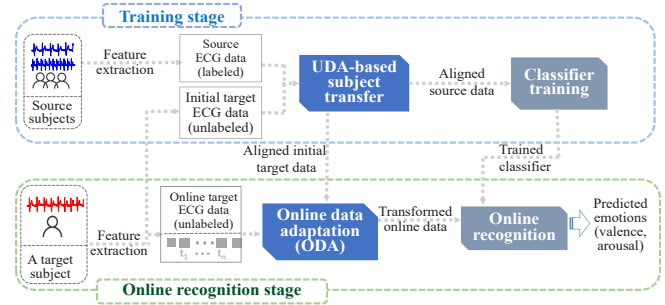 Training stage
Source
subjects
Feature
extraction
Source
ECG data
(labeled)
Initial target
ECG data
(unlabeled)
UDA-based
subject
transfer
Aligned
source data
Classifier
training
Aligned initial
target data
Trained
classifier
A target
subject
Feature
extraction
Online target
ECG data
(unlabeled)
t1 ... tn
Online data
adaptation
(ODA)
Transformed
online data
Online
recognition
Predicted
emotions
(valence,
arousal)
Online recognition stage